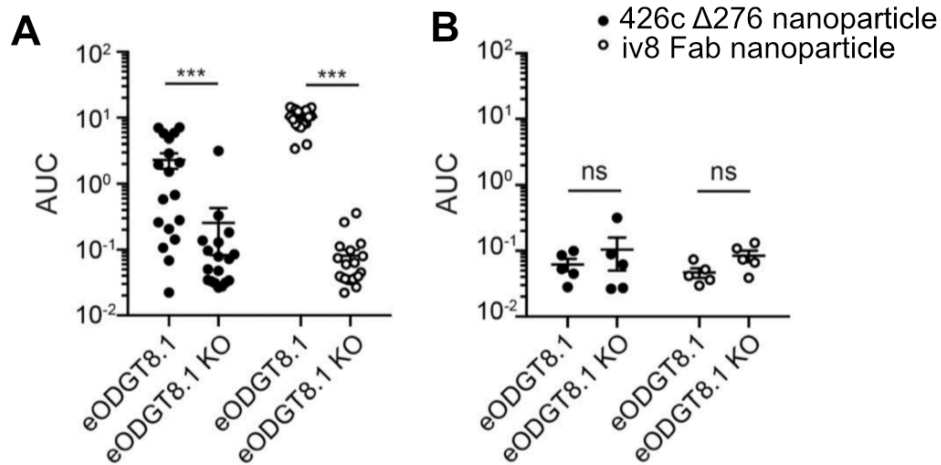 A
B
● 426c Δ276 nanoparticle
○ iv8 Fab nanoparticle
AUC
10²
10¹
10⁰
10⁻¹
10⁻²
***
***
eODGT8.1
eODGT8.1 KO
eODGT8.1
eODGT8.1 KO
AUC
10²
10¹
10⁰
10⁻¹
10⁻²
ns
ns
eODGT8.1
eODGT8.1 KO
eODGT8.1
eODGT8.1 KO